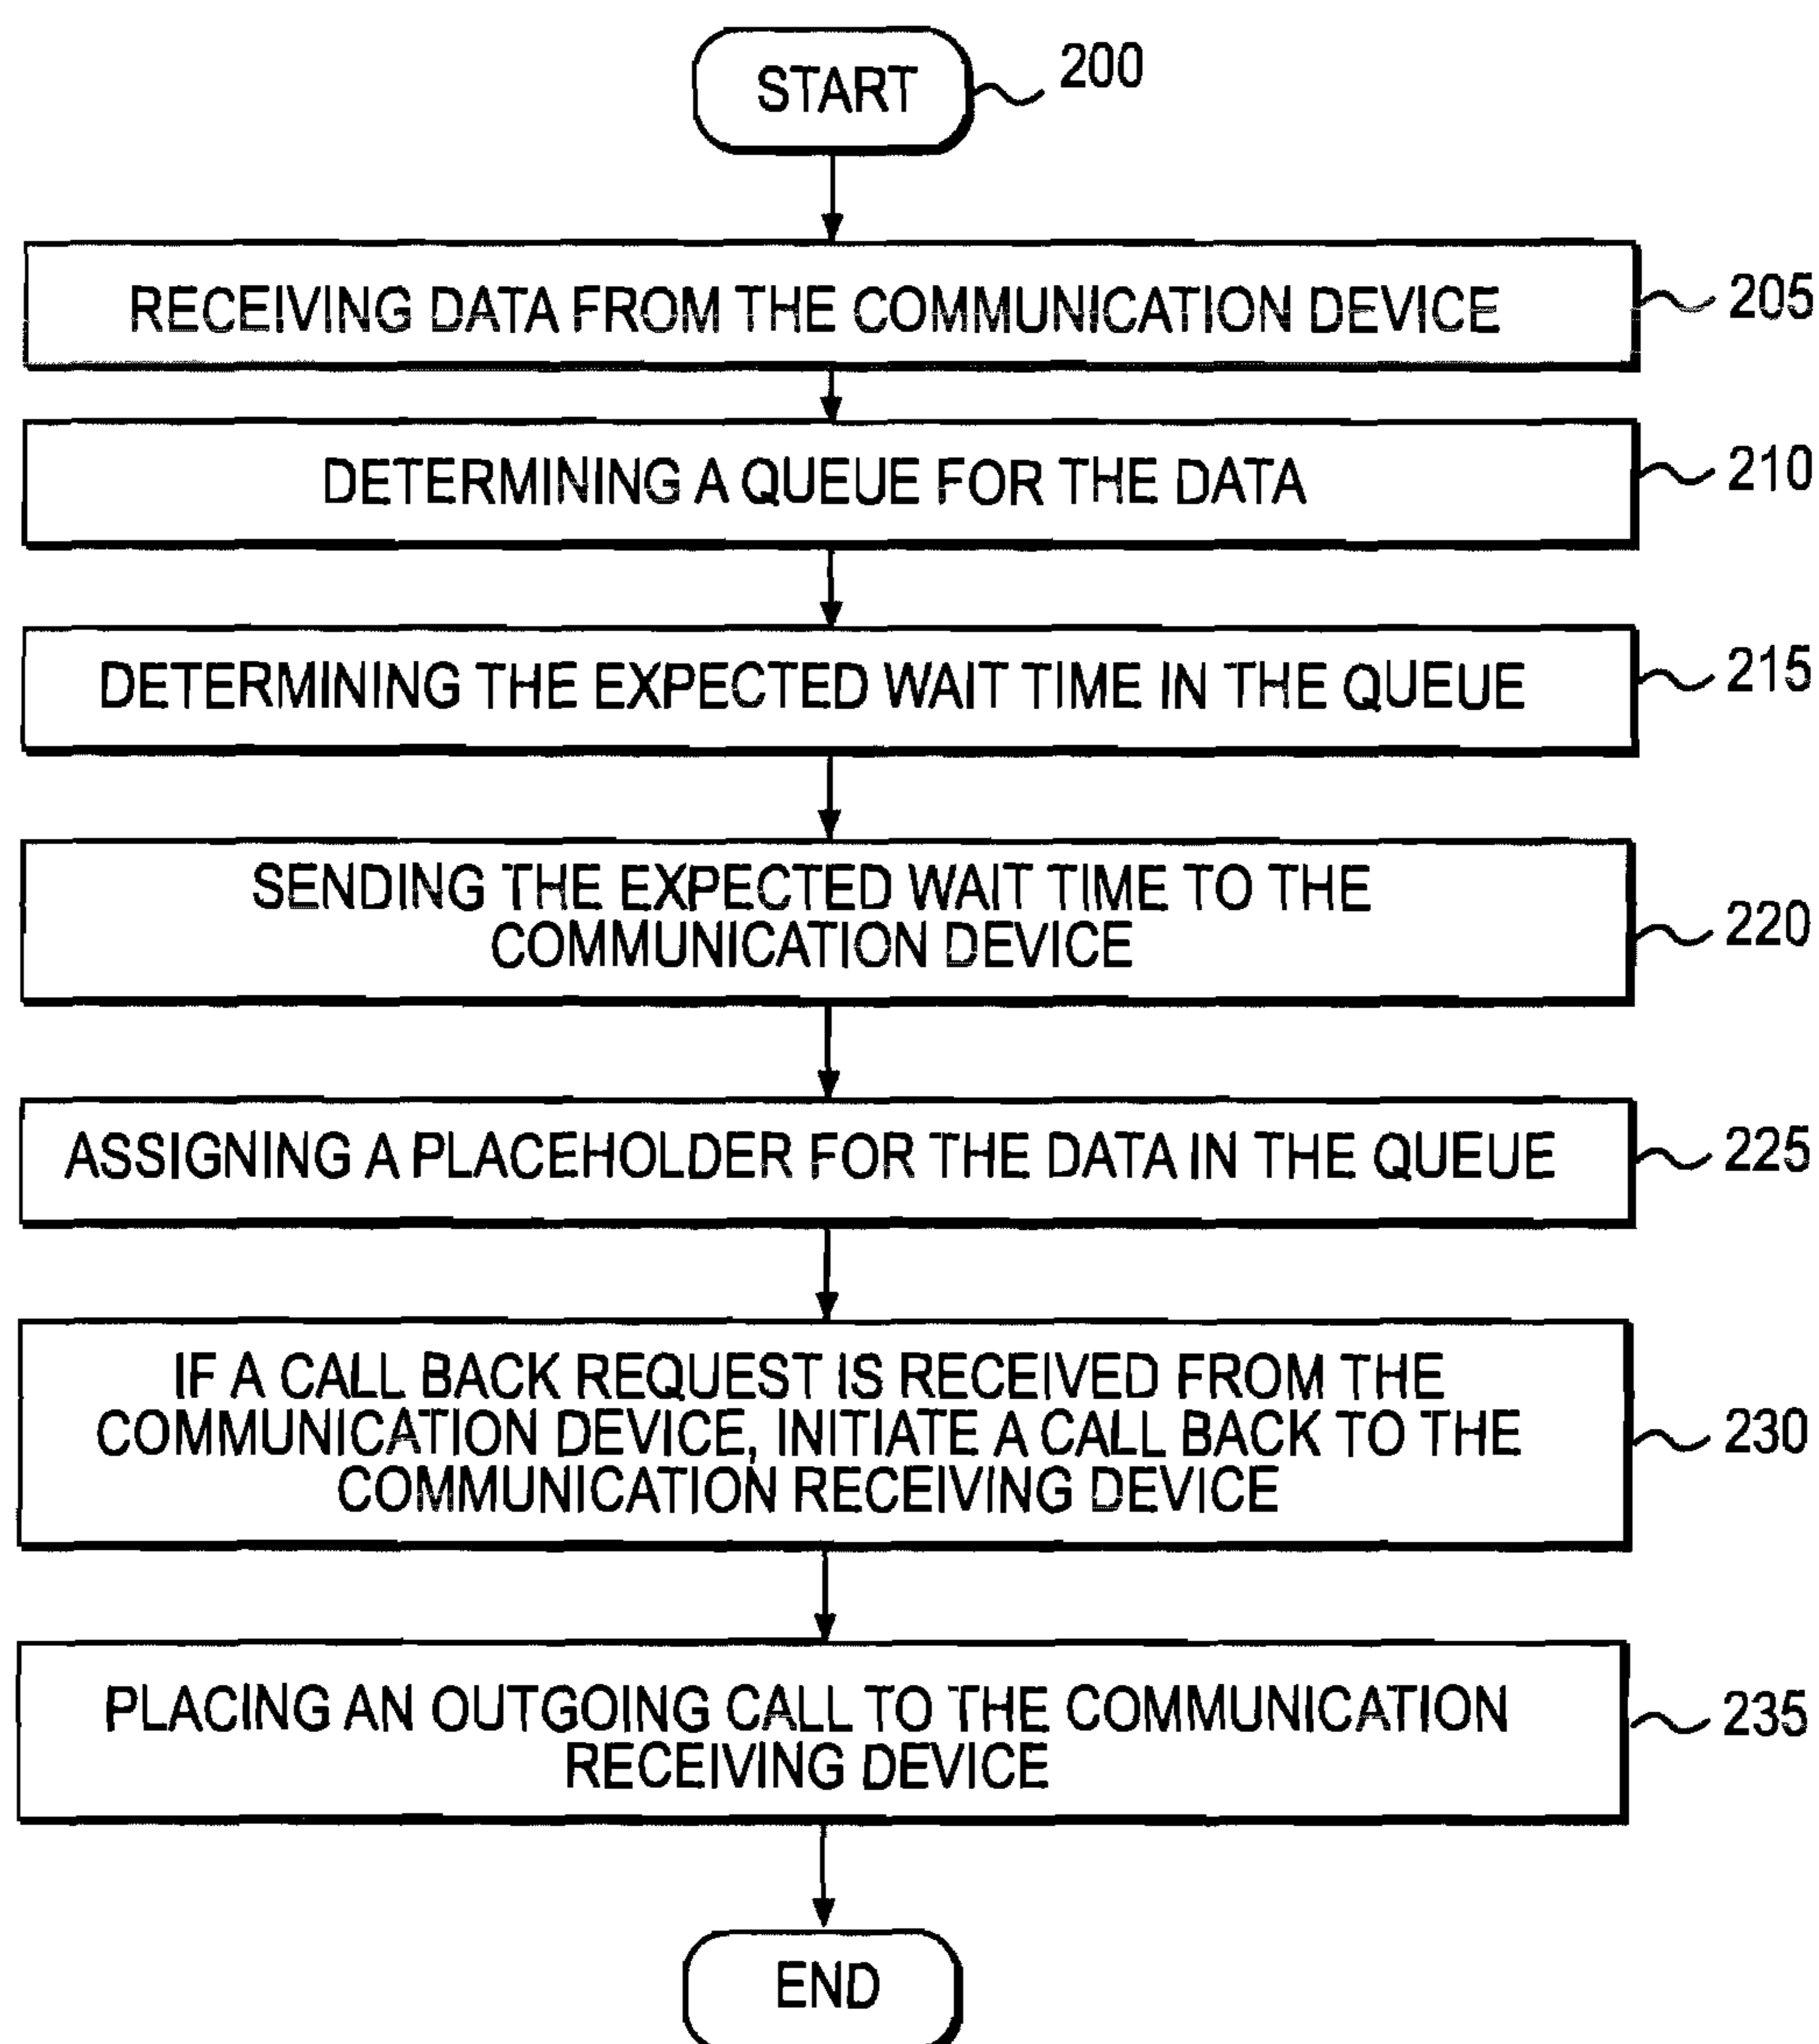 START
200
RECEIVING DATA FROM THE COMMUNICATION DEVICE
205
DETERMINING A QUEUE FOR THE DATA
210
DETERMINING THE EXPECTED WAIT TIME IN THE QUEUE
215
SENDING THE EXPECTED WAIT TIME TO THE
COMMUNICATION DEVICE
220
ASSIGNING A PLACEHOLDER FOR THE DATA IN THE QUEUE
225
IF A CALL BACK REQUEST IS RECEIVED FROM THE
COMMUNICATION DEVICE, INITIATE A CALL BACK TO THE
COMMUNICATION RECEIVING DEVICE
230
PLACING AN OUTGOING CALL TO THE COMMUNICATION
RECEIVING DEVICE
235
END